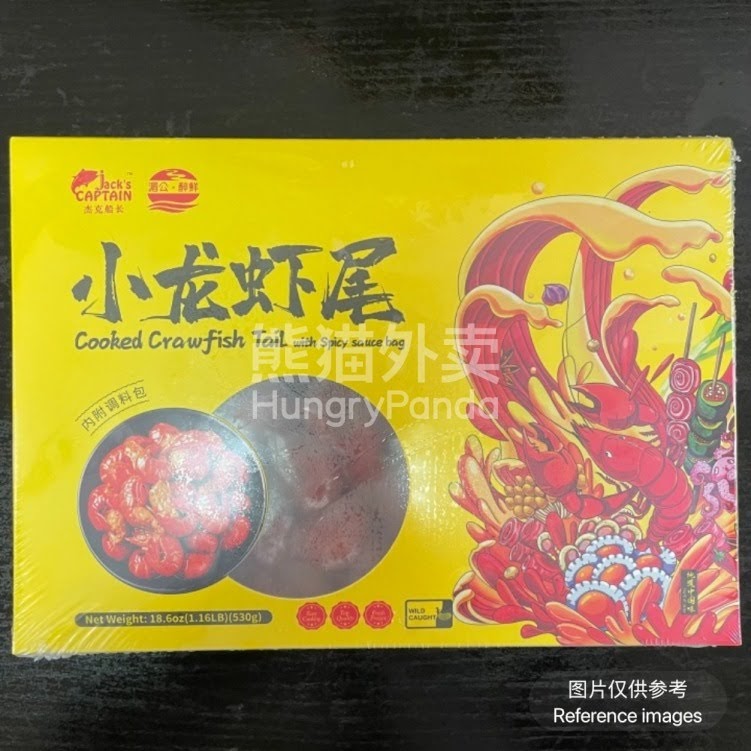 Jack's
CAPTAIN
杰克船长
湄公·醉鲜
小龙虾尾
Cooked Crawfish Tail with Spicy sauce bag
熊猫外卖
HungryPanda
内附调料包
Net Weight: 18.6oz(1.16LB)(530g)
WILD
CAUGHT
图片仅供参考
Reference images